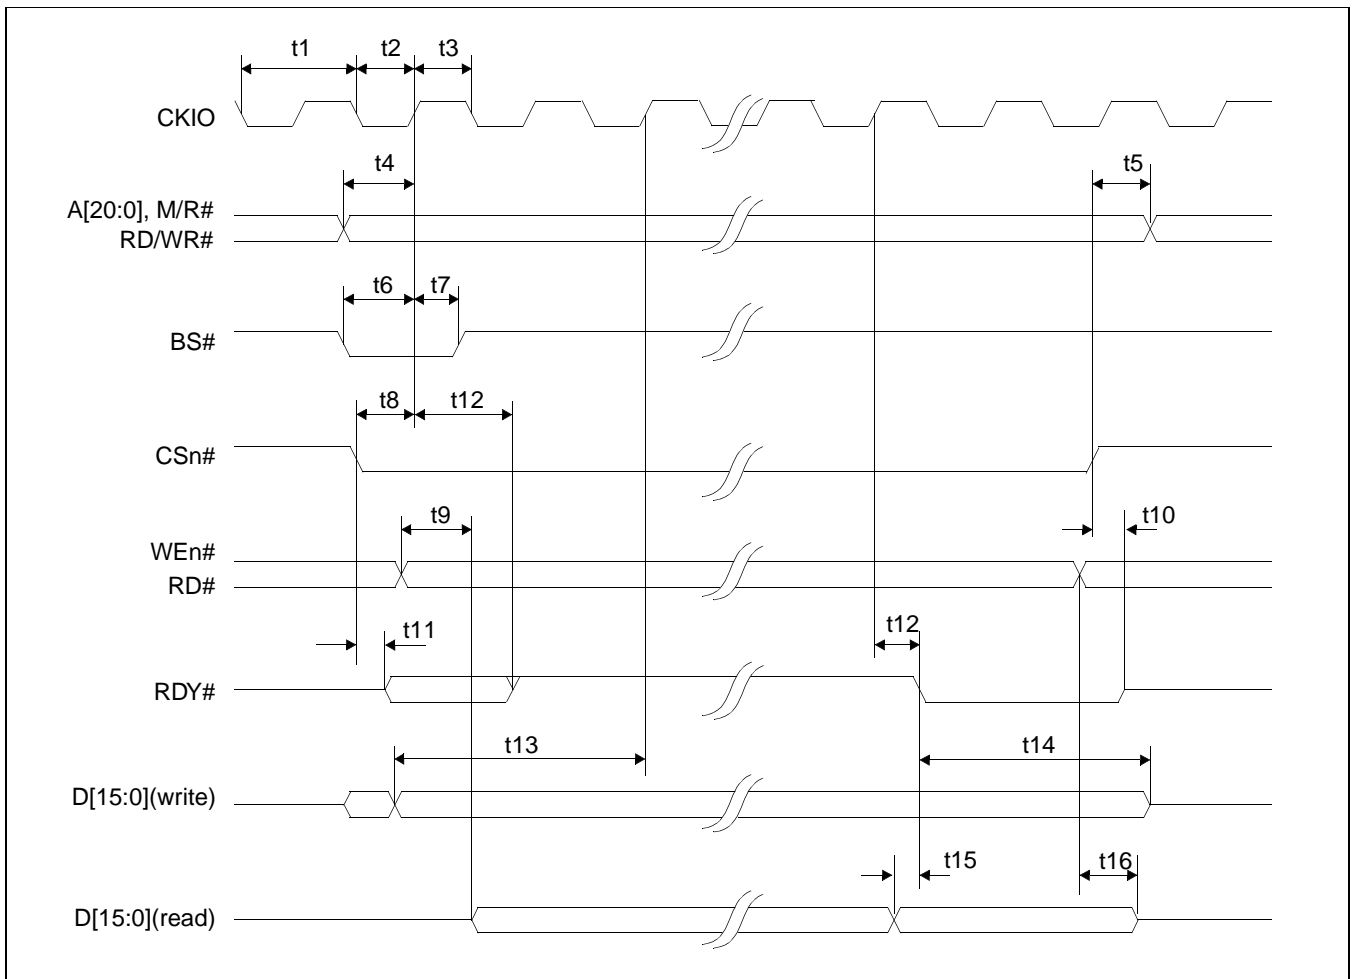 t1 t2 t3
CKIO
t4 t5
A[20:0], M/R#
RD/WR#
t6 t7
BS#
t8 t12
CSn#
t9 t10
WEn#
RD#
t11 t12
RDY#
t13 t14
D[15:0](write)
t15 t16
D[15:0](read)